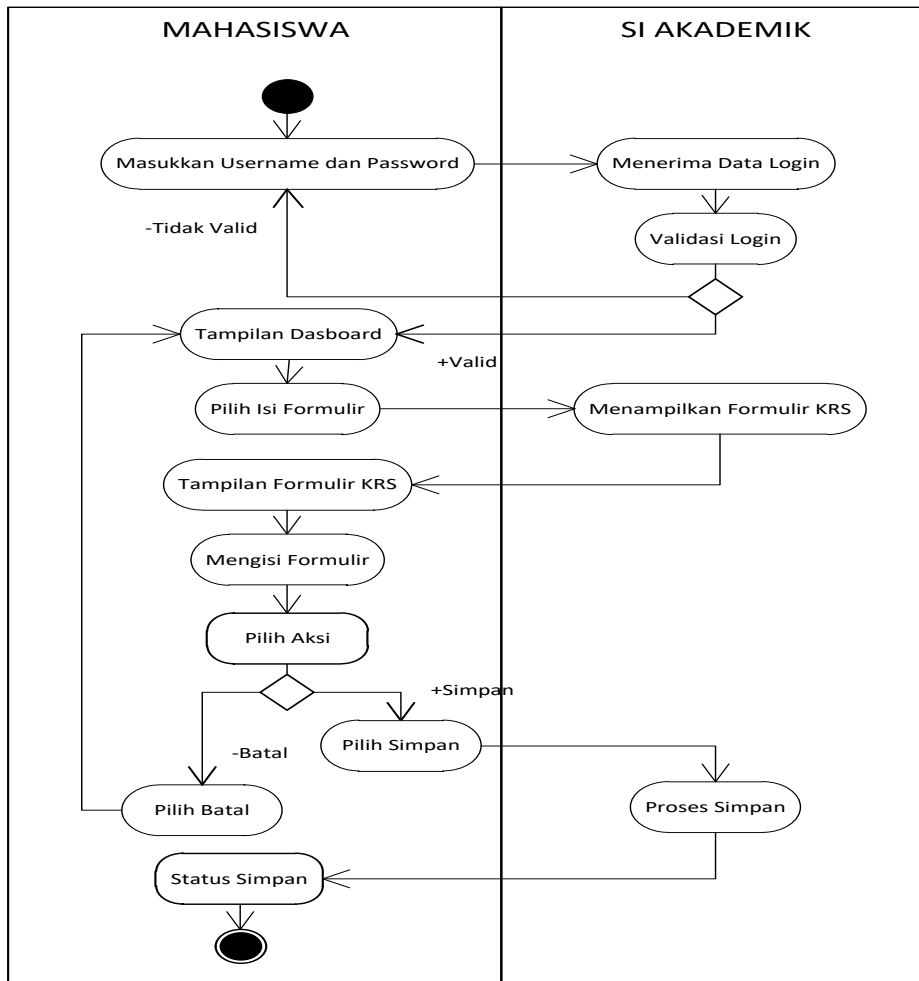 MAHASISWA
SI AKADEMIK
Masukkan Username dan Password
Menerima Data Login
-Tidak Valid
Validasi Login
Tampilan Dasboard
+Valid
Pilih Isi Formulir
Menampilkan Formulir KRS
Tampilan Formulir KRS
Mengisi Formulir
Pilih Aksi
+Simpan
-Batal
Pilih Simpan
Pilih Batal
Proses Simpan
Status Simpan